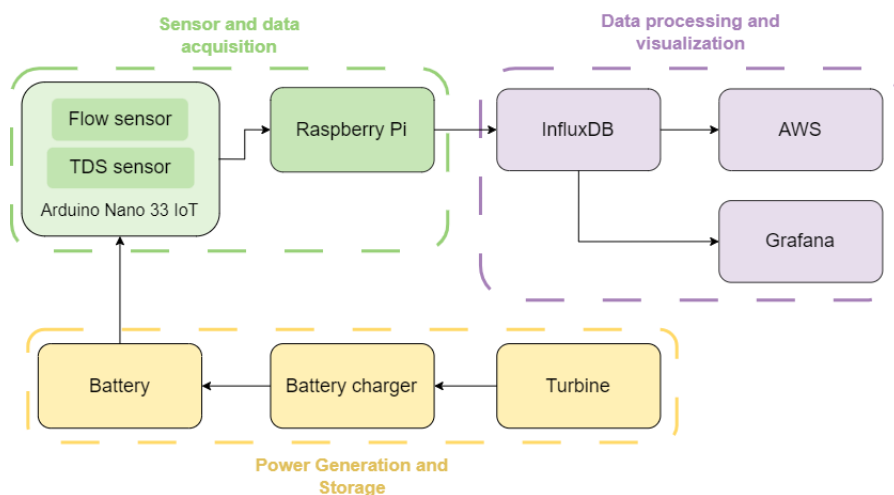 Sensor and data
acquisition
Data processing and
visualization
Flow sensor
TDS sensor
Arduino Nano 33 IoT
Raspberry Pi
InfluxDB
AWS
Grafana
Battery
Battery charger
Turbine
Power Generation and
Storage